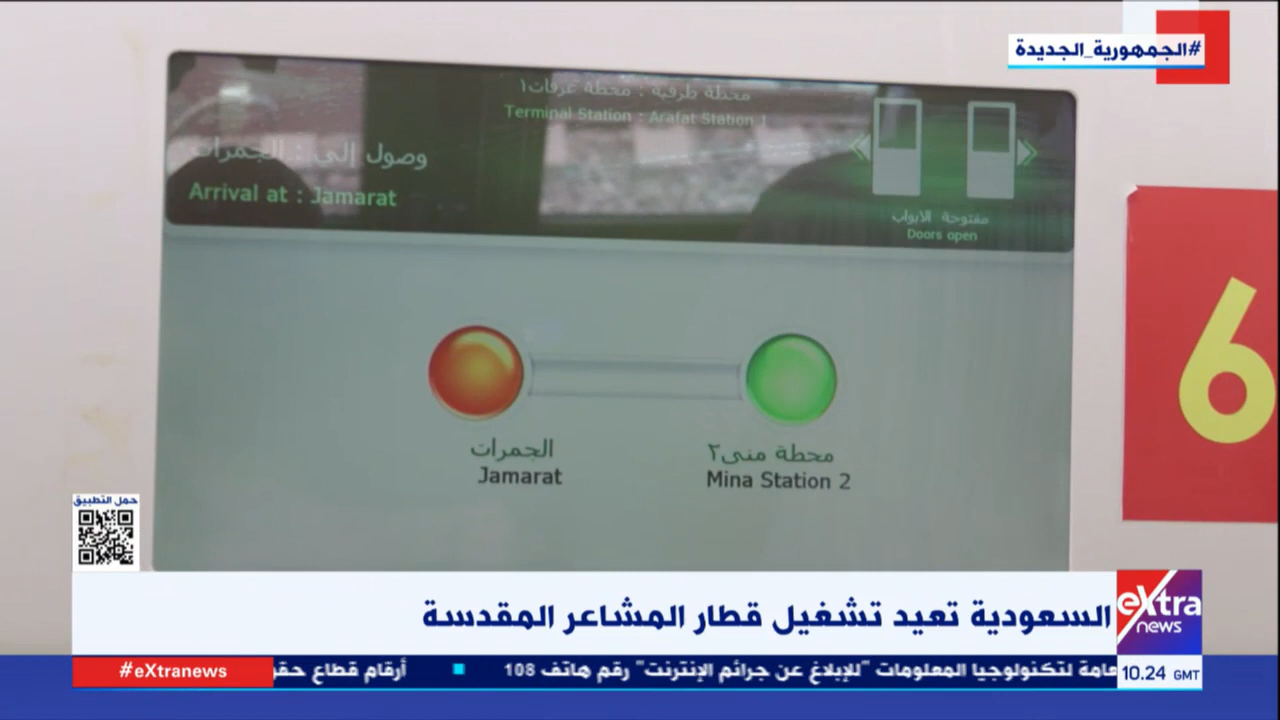 #الجمهورية_الجديدة
محطة طرفية : محطة عرفات١
Terminal Station : Arafat Station 1
وصول إلى : الجمرات
Arrival at : Jamarat
مفتوحة الابواب
Doors open
6
الجمرات
Jamarat
محطة منى٢
Mina Station 2
حمل التطبيق
السعودية تعيد تشغيل قطار المشاعر المقدسة
eXtra
news
10.24 GMT
لتكنولوجيا المعلومات "للإبلاغ عن جرائم الإنترنت" رقم هاتف 108 ■ أرقام قطاع
#eXtranews